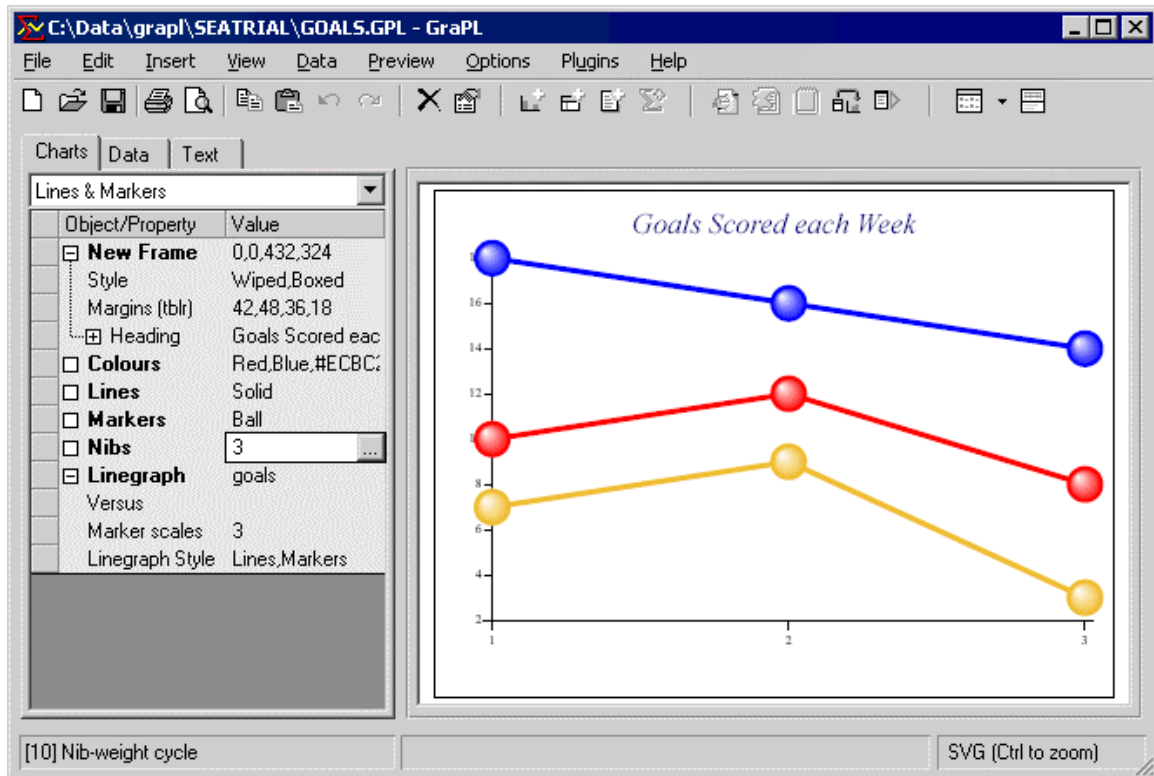 C:\Data\grapl\SEATRIAL\GOALS.GPL - GraPL
File Edit Insert View Data Preview Options Plugins Help
Charts Data Text
Lines & Markers
Object/Property Value
New Frame 0,0,432,324
Style Wiped,Boxed
Margins (tblr) 42,48,36,18
Heading Goals Scored eac
Colours Red,Blue,#ECBC2
Lines Solid
Markers Ball
Nibs 3 ...
Linegraph goals
Versus
Marker scales 3
Linegraph Style Lines,Markers
Goals Scored each Week
16
14
12
8
6
4
2
1 2 3
[10] Nib-weight cycle
SVG (Ctrl to zoom)